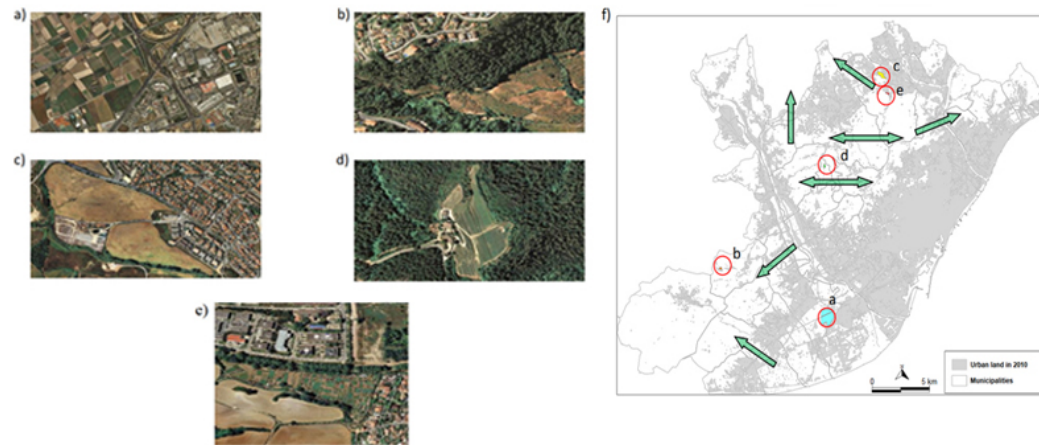 a)
b)
c)
d)
e)
f)
c
e
d
b
a
N
0 5 km
Urban land in 2010
Municipalities